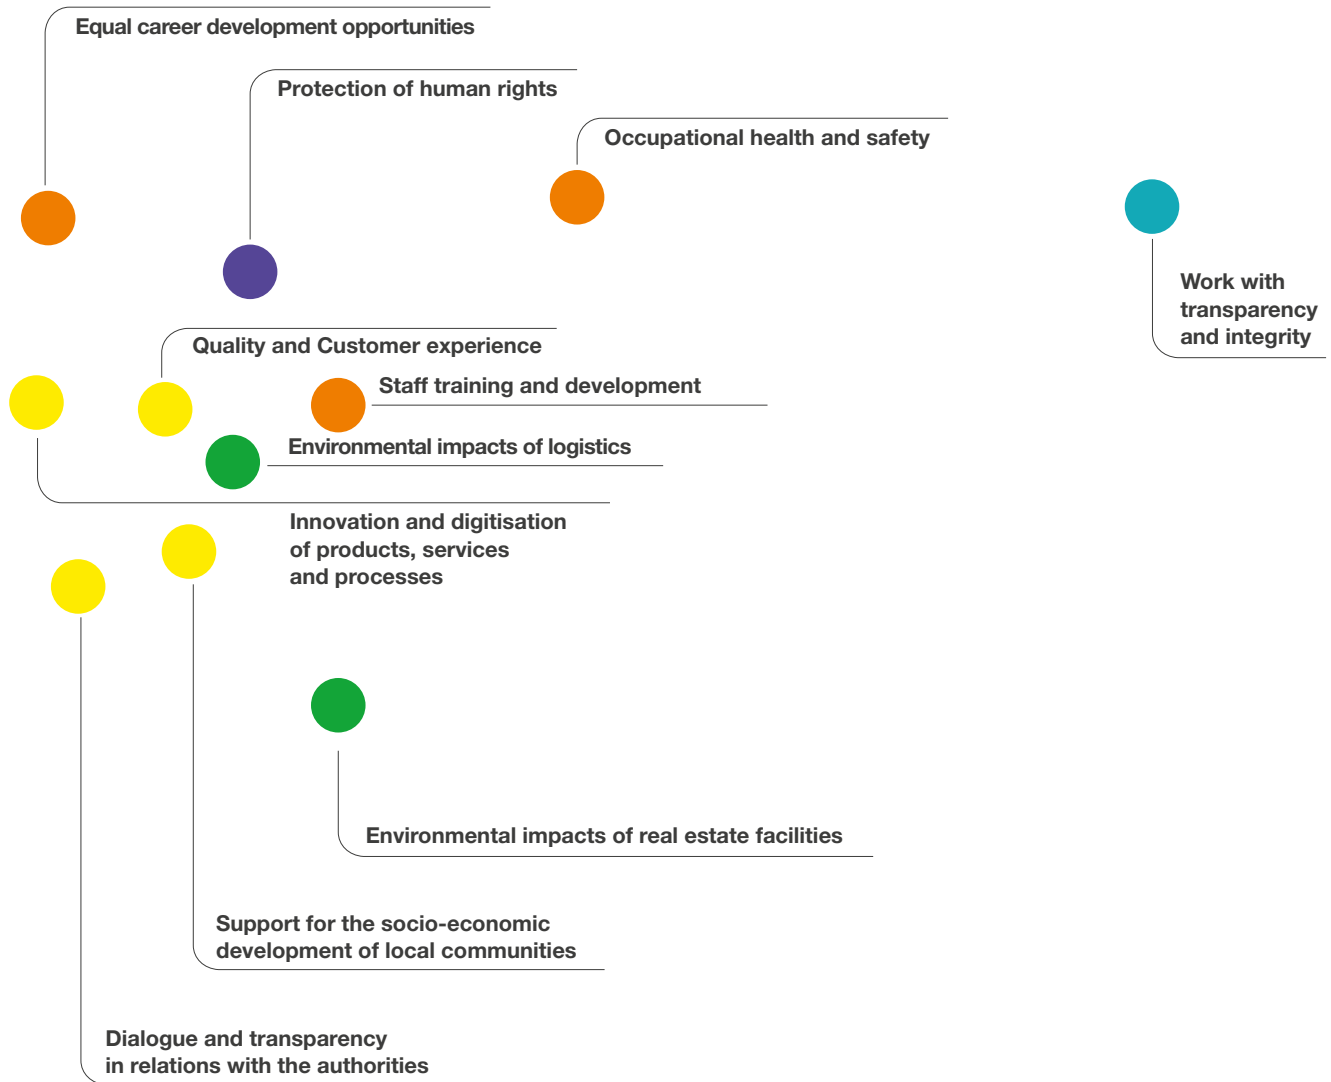 Equal career development opportunities
Protection of human rights
Occupational health and safety
Work with
transparency
and integrity
Quality and Customer experience
Staff training and development
Environmental impacts of logistics
Innovation and digitisation
of products, services
and processes
Environmental impacts of real estate facilities
Support for the socio-economic
development of local communities
Dialogue and transparency
in relations with the authorities